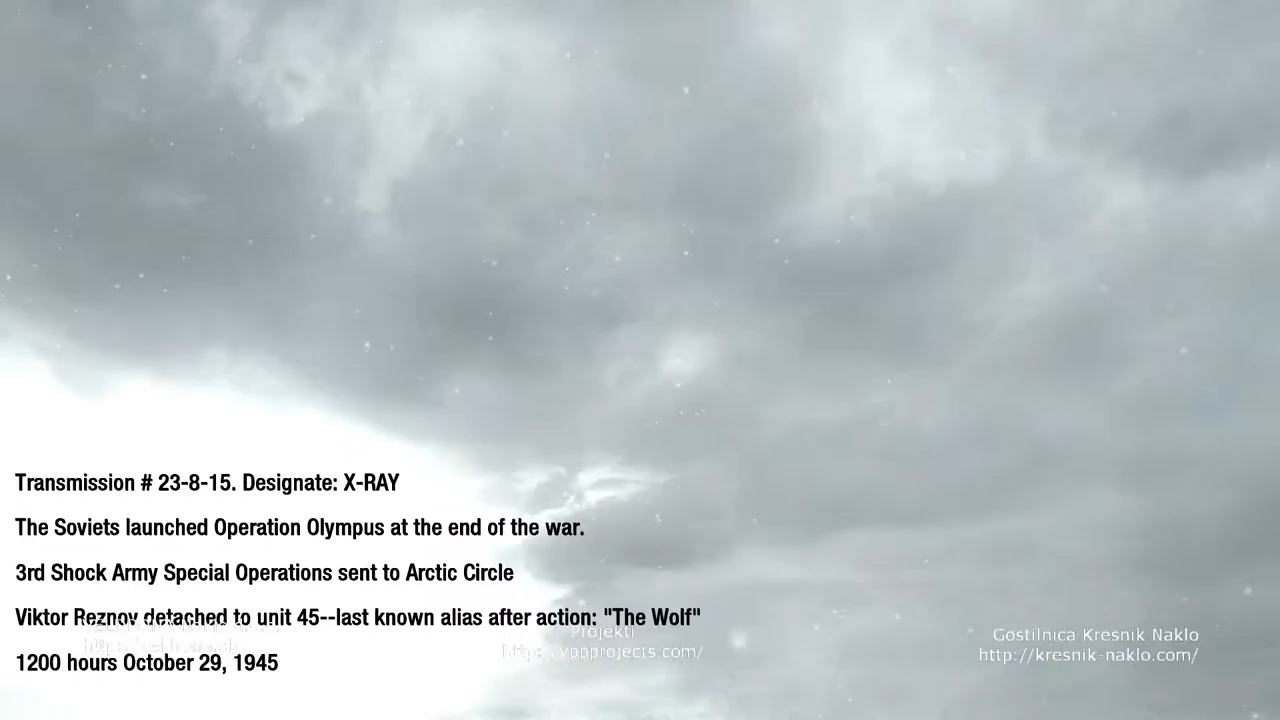 Transmission # 23-8-15. Designate: X-RAY
The Soviets launched Operation Olympus at the end of the war.
3rd Shock Army Special Operations sent to Arctic Circle
Viktor Reznov detached to unit 45--last known alias after action: "The Wolf"
1200 hours October 29, 1945
Projekti
http://vppprojects.com/
Gostilnica Kresnik Naklo
http://kresnik-naklo.com/